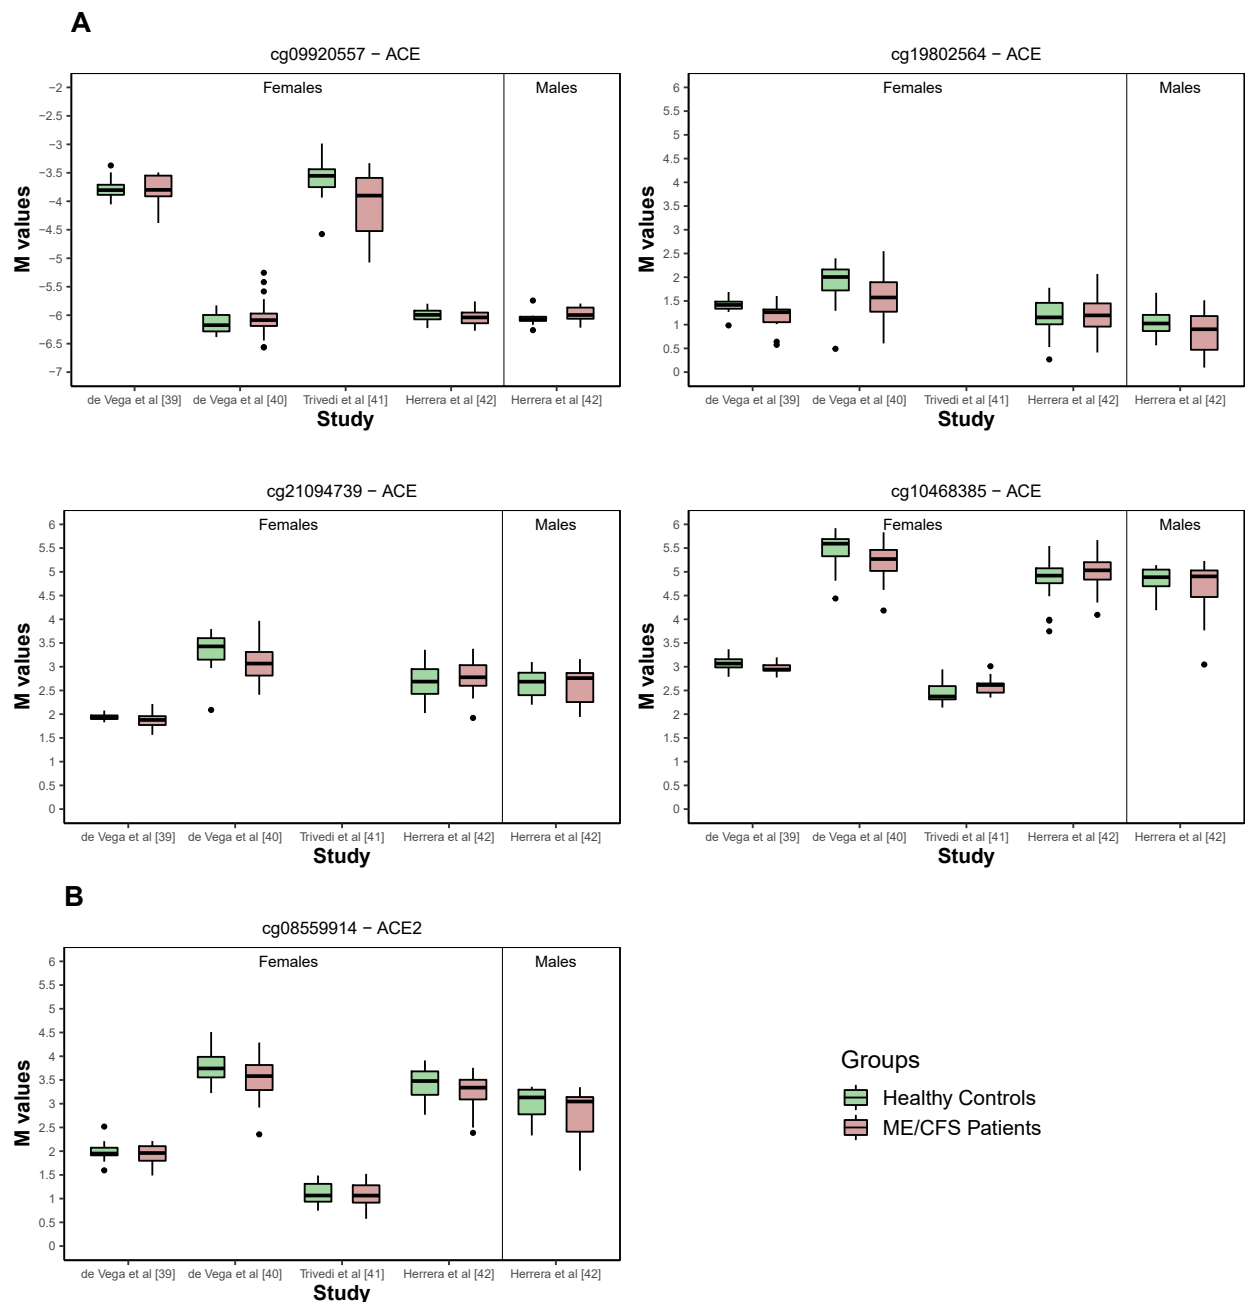 A
cg09920557 − ACE
Females
Males
−2
−2.5
−3
−3.5
−4
−4.5
−5
−5.5
−6
−6.5
−7
M values
de Vega et al [39]
de Vega et al [40]
Trivedi et al [41]
Herrera et al [42]
Herrera et al [42]
Study
cg19802564 − ACE
Females
Males
6
5.5
5
4.5
4
3.5
3
2.5
2
1.5
1
0.5
0
M values
de Vega et al [39]
de Vega et al [40]
Trivedi et al [41]
Herrera et al [42]
Herrera et al [42]
Study
cg21094739 − ACE
Females
Males
6
5.5
5
4.5
4
3.5
3
2.5
2
1.5
1
0.5
0
M values
de Vega et al [39]
de Vega et al [40]
Trivedi et al [41]
Herrera et al [42]
Herrera et al [42]
Study
cg10468385 − ACE
Females
Males
6
5.5
5
4.5
4
3.5
3
2.5
2
1.5
1
0.5
0
M values
de Vega et al [39]
de Vega et al [40]
Trivedi et al [41]
Herrera et al [42]
Herrera et al [42]
Study
B
cg08559914 − ACE2
Females
Males
6
5.5
5
4.5
4
3.5
3
2.5
2
1.5
1
0.5
0
M values
de Vega et al [39]
de Vega et al [40]
Trivedi et al [41]
Herrera et al [42]
Herrera et al [42]
Study
Groups
Healthy Controls
ME/CFS Patients